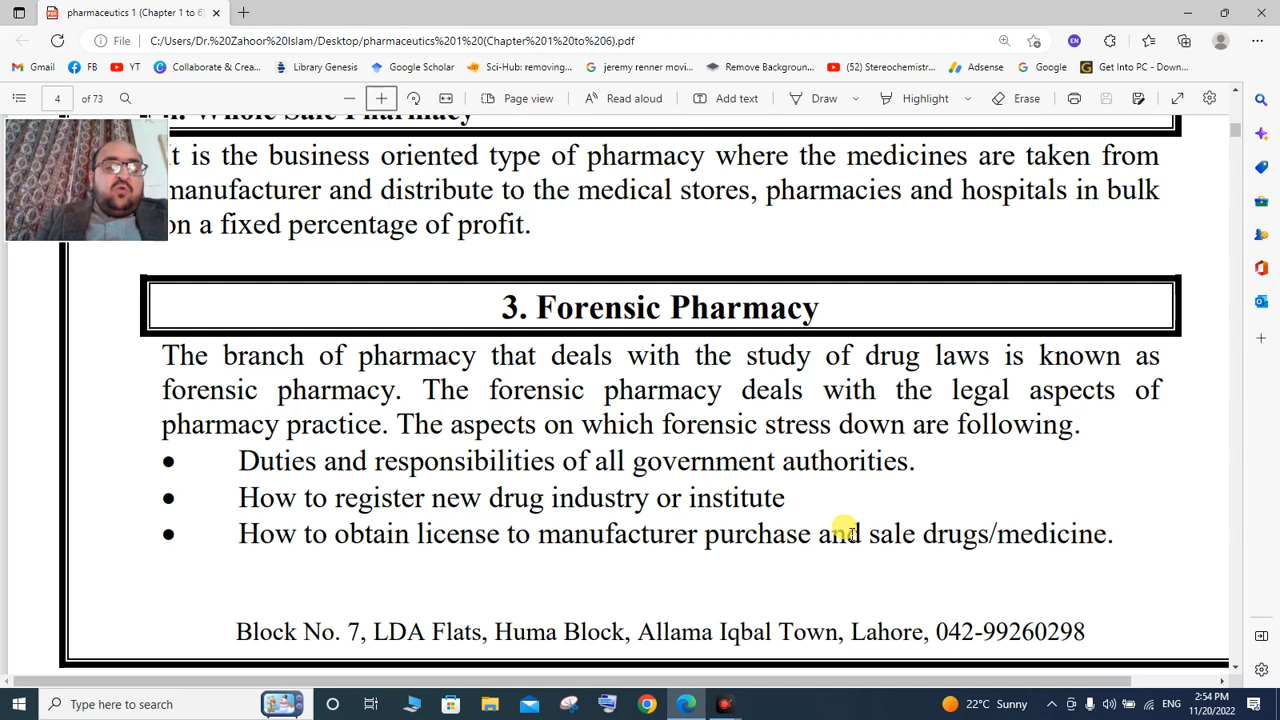 pharmaceutics 1 (Chapter 1 to 6)
File
C:/Users/Dr.%20Zahoor%20Islam/Desktop/pharmaceutics%201%20(Chapter%201%20to%206).pdf
EN
Gmail
FB
YT
Collaborate & Crea...
Library Genesis
Google Scholar
Sci-Hub: removing...
jeremy renner movi...
Remove Backgroun...
(52) Stereochemistr...
Adsense
Google
Get Into PC - Down...
4
of 73
Page view
Read aloud
Add text
Draw
Highlight
Erase
Whole Sale Pharmacy
It is the business oriented type of pharmacy where the medicines are taken from
manufacturer and distribute to the medical stores, pharmacies and hospitals in bulk
on a fixed percentage of profit.
3. Forensic Pharmacy
The branch of pharmacy that deals with the study of drug laws is known as
forensic pharmacy. The forensic pharmacy deals with the legal aspects of
pharmacy practice. The aspects on which forensic stress down are following.
• Duties and responsibilities of all government authorities.
• How to register new drug industry or institute
• How to obtain license to manufacturer purchase and sale drugs/medicine.
Block No. 7, LDA Flats, Huma Block, Allama Iqbal Town, Lahore, 042-99260298
Type here to search
22°C Sunny
ENG
2:54 PM
11/20/2022